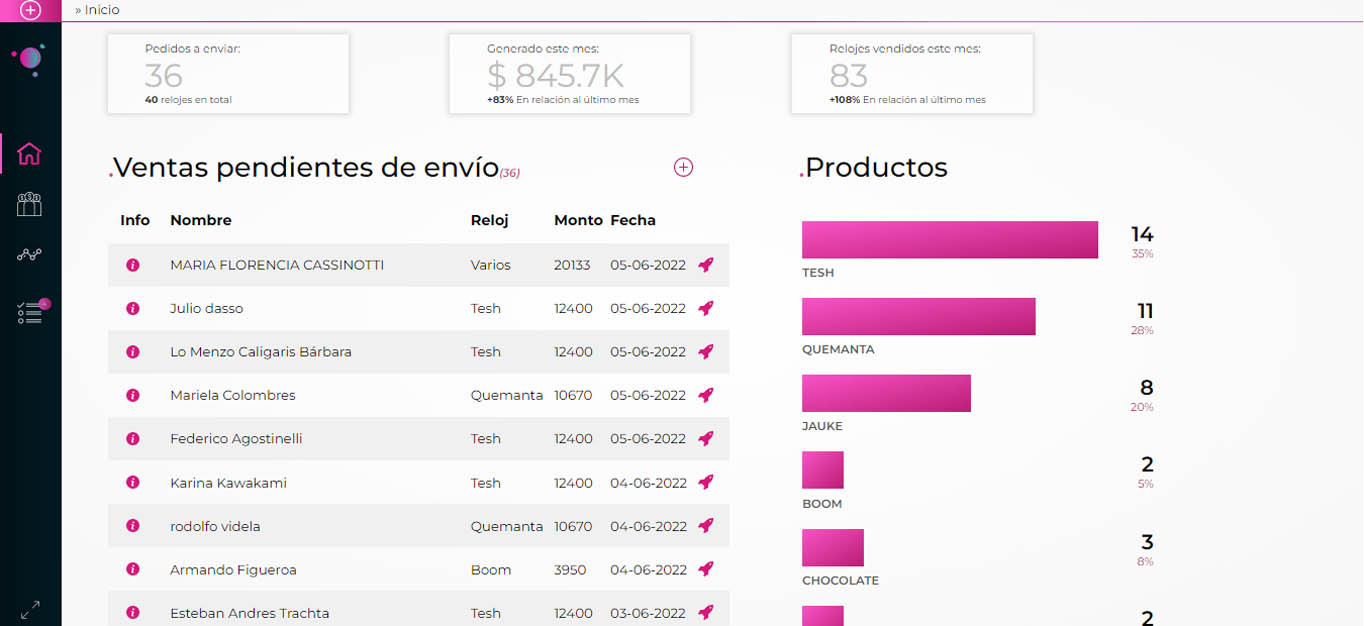 » Inicio
Pedidos a enviar:
36
40 relojes en total
Generado este mes:
$ 845.7K
+83% En relación al último mes
Relojes vendidos este mes:
83
+108% En relación al último mes
.Ventas pendientes de envío(36)
Info Nombre Reloj Monto Fecha
MARIA FLORENCIA CASSINOTTI Varios 20133 05-06-2022
Julio dasso Tesh 12400 05-06-2022
Lo Menzo Caligaris Bárbara Tesh 12400 05-06-2022
Mariela Colombres Quemanta 10670 05-06-2022
Federico Agostinelli Tesh 12400 05-06-2022
Karina Kawakami Tesh 12400 04-06-2022
rodolfo videla Quemanta 10670 04-06-2022
Armando Figueroa Boom 3950 04-06-2022
Esteban Andres Trachta Tesh 12400 03-06-2022
.Productos
14
35%
TESH
11
28%
QUEMANTA
8
20%
JAUKE
2
5%
BOOM
3
8%
CHOCOLATE
2